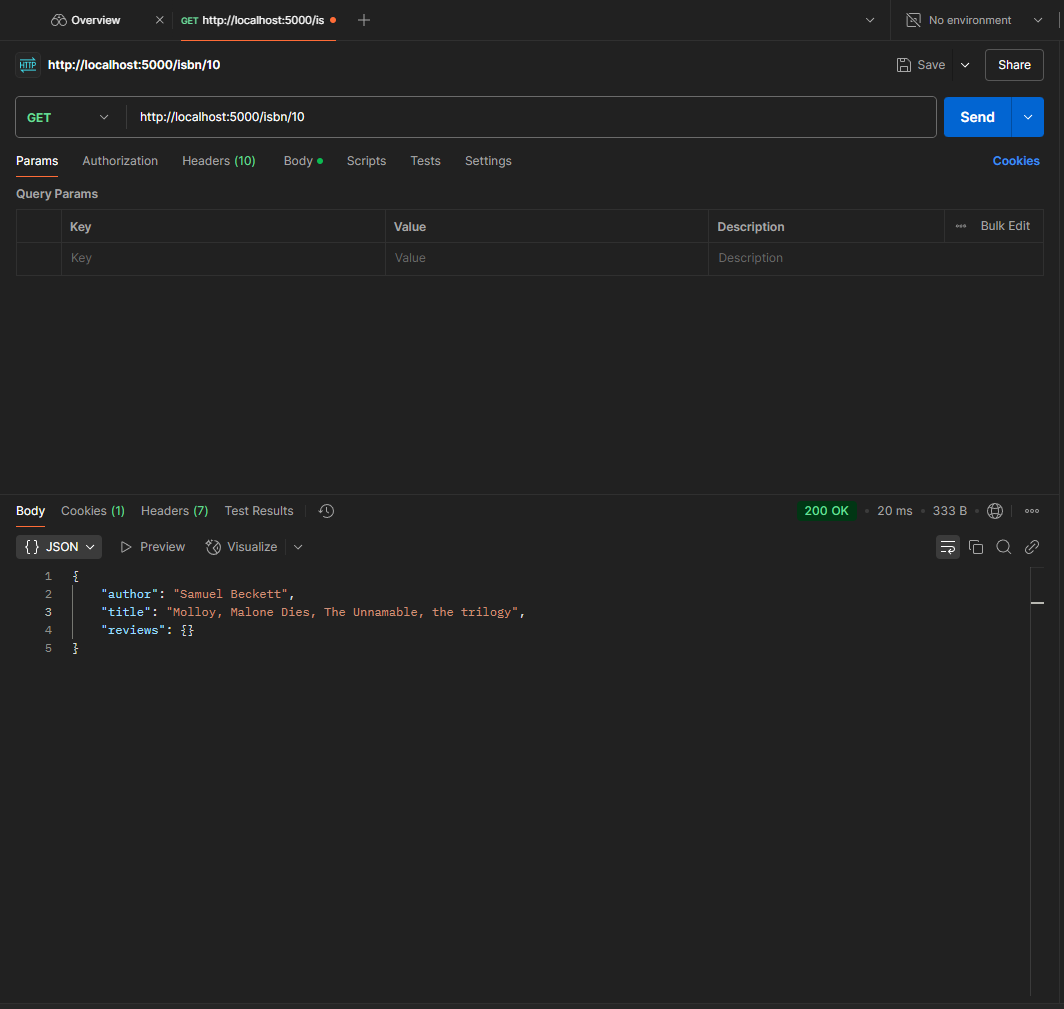 Overview
GET http://localhost:5000/is
No environment
HTTP http://localhost:5000/isbn/10
Save
Share
GET
http://localhost:5000/isbn/10
Send
Params Authorization Headers (10) Body Scripts Tests Settings Cookies
Query Params
Key Value Description Bulk Edit
Key Value Description
Body Cookies (1) Headers (7) Test Results 200 OK 20 ms 333 B
{} JSON Preview Visualize
1 {
2 "author": "Samuel Beckett",
3 "title": "Molloy, Malone Dies, The Unnamable, the trilogy",
4 "reviews": {}
5 }